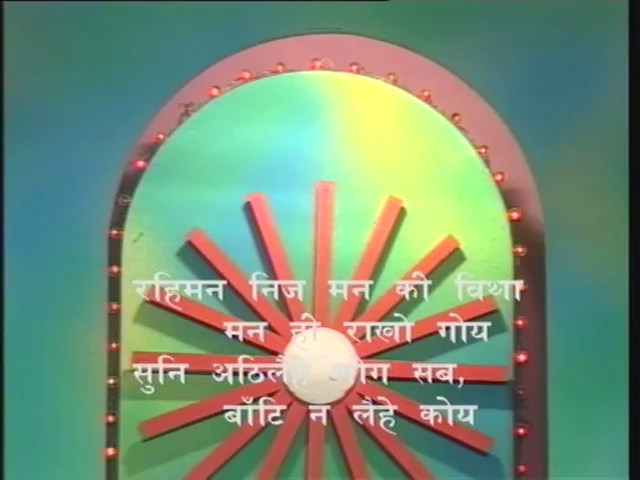 रहिमन निज मन की विथा
मन ही राखो गोय
सुनि अठिलैहैं लोग सब,
बाँटि न लैहे कोय